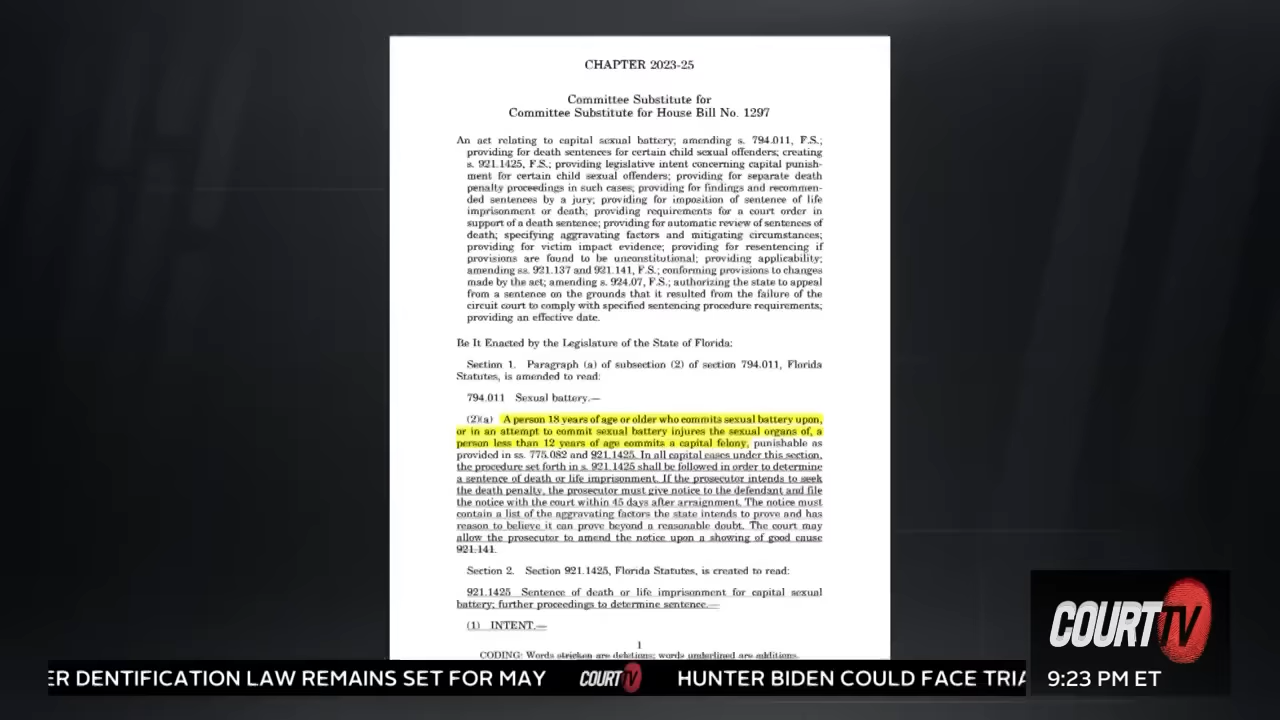 CHAPTER 2023-25
Committee Substitute for
Committee Substitute for House Bill No. 1297
An act relating to capital sexual battery; amending s. 794.011, F.S.;
providing for death sentences for certain child sexual offenders; creating
s. 921.1425, F.S.; providing legislative intent concerning capital punish-
ment for certain child sexual offenders; providing for separate death
penalty proceedings in such cases; providing for findings and recommen-
ded sentences by a jury; providing for imposition of sentence of life
imprisonment or death; providing requirements for a court order in
support of a death sentence; providing for automatic review of sentences of
death; specifying aggravating factors and mitigating circumstances;
providing for victim impact evidence; providing for resentencing if
provisions are found to be unconstitutional; providing applicability;
amending ss. 921.137 and 921.141, F.S.; conforming provisions to changes
made by the act; amending s. 924.07, F.S.; authorizing the state to appeal
from a sentence on the grounds that it resulted from the failure of the
circuit court to comply with specified sentencing procedure requirements;
providing an effective date.
Be It Enacted by the Legislature of the State of Florida:
Section 1. Paragraph (a) of subsection (2) of section 794.011, Florida
Statutes, is amended to read:
794.011 Sexual battery.—
(2)(a) A person 18 years of age or older who commits sexual battery upon,
or in an attempt to commit sexual battery injures the sexual organs of, a
person less than 12 years of age commits a capital felony, punishable as
provided in ss. 775.082 and 921.1425. In all capital cases under this section,
the procedure set forth in s. 921.1425 shall be followed in order to determine
a sentence of death or life imprisonment. If the prosecutor intends to seek
the death penalty, the prosecutor must give notice to the defendant and file
the notice with the court within 45 days after arraignment. The notice must
contain a list of the aggravating factors the state intends to prove and has
reason to believe it can prove beyond a reasonable doubt. The court may
allow the prosecutor to amend the notice upon a showing of good cause
921.141.
Section 2. Section 921.1425, Florida Statutes, is created to read:
921.1425 Sentence of death or life imprisonment for capital sexual
battery; further proceedings to determine sentence.—
(1) INTENT.—
1
CODING: Words stricken are deletions; words underlined are additions.
COURT TV
ER DENTIFICATION LAW REMAINS SET FOR MAY COURT TV HUNTER BIDEN COULD FACE TRIA
9:23 PM ET